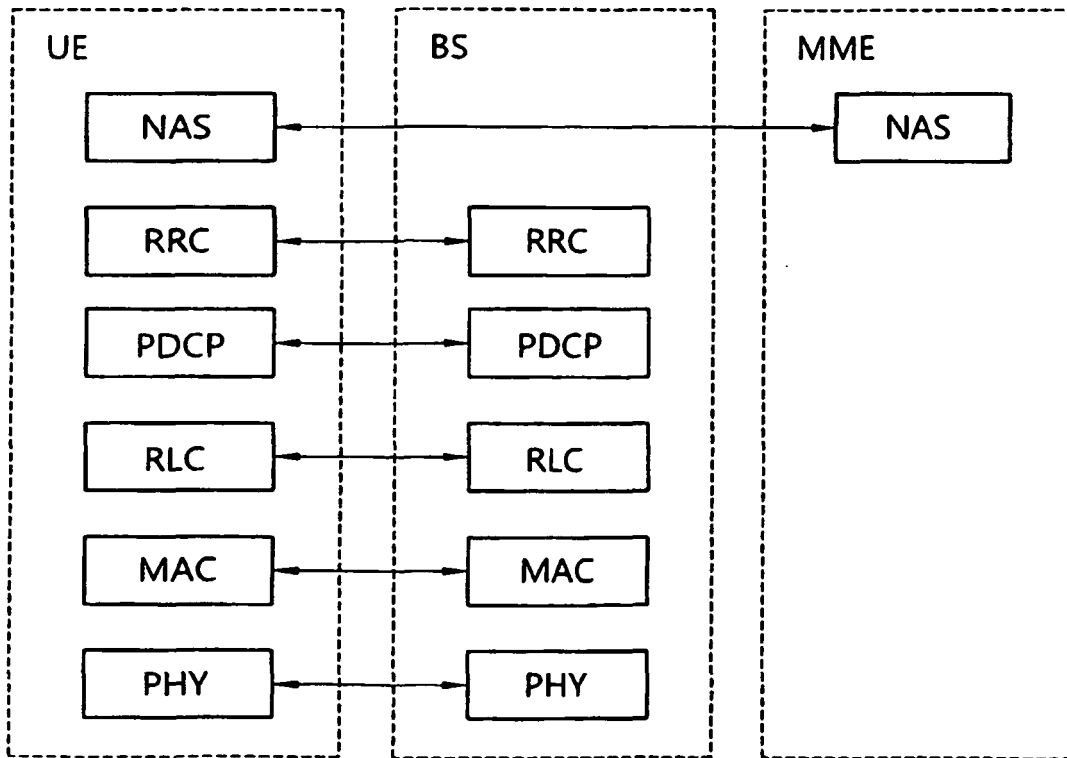 UE BS MME
NAS NAS
RRC RRC
PDCP PDCP
RLC RLC
MAC MAC
PHY PHY